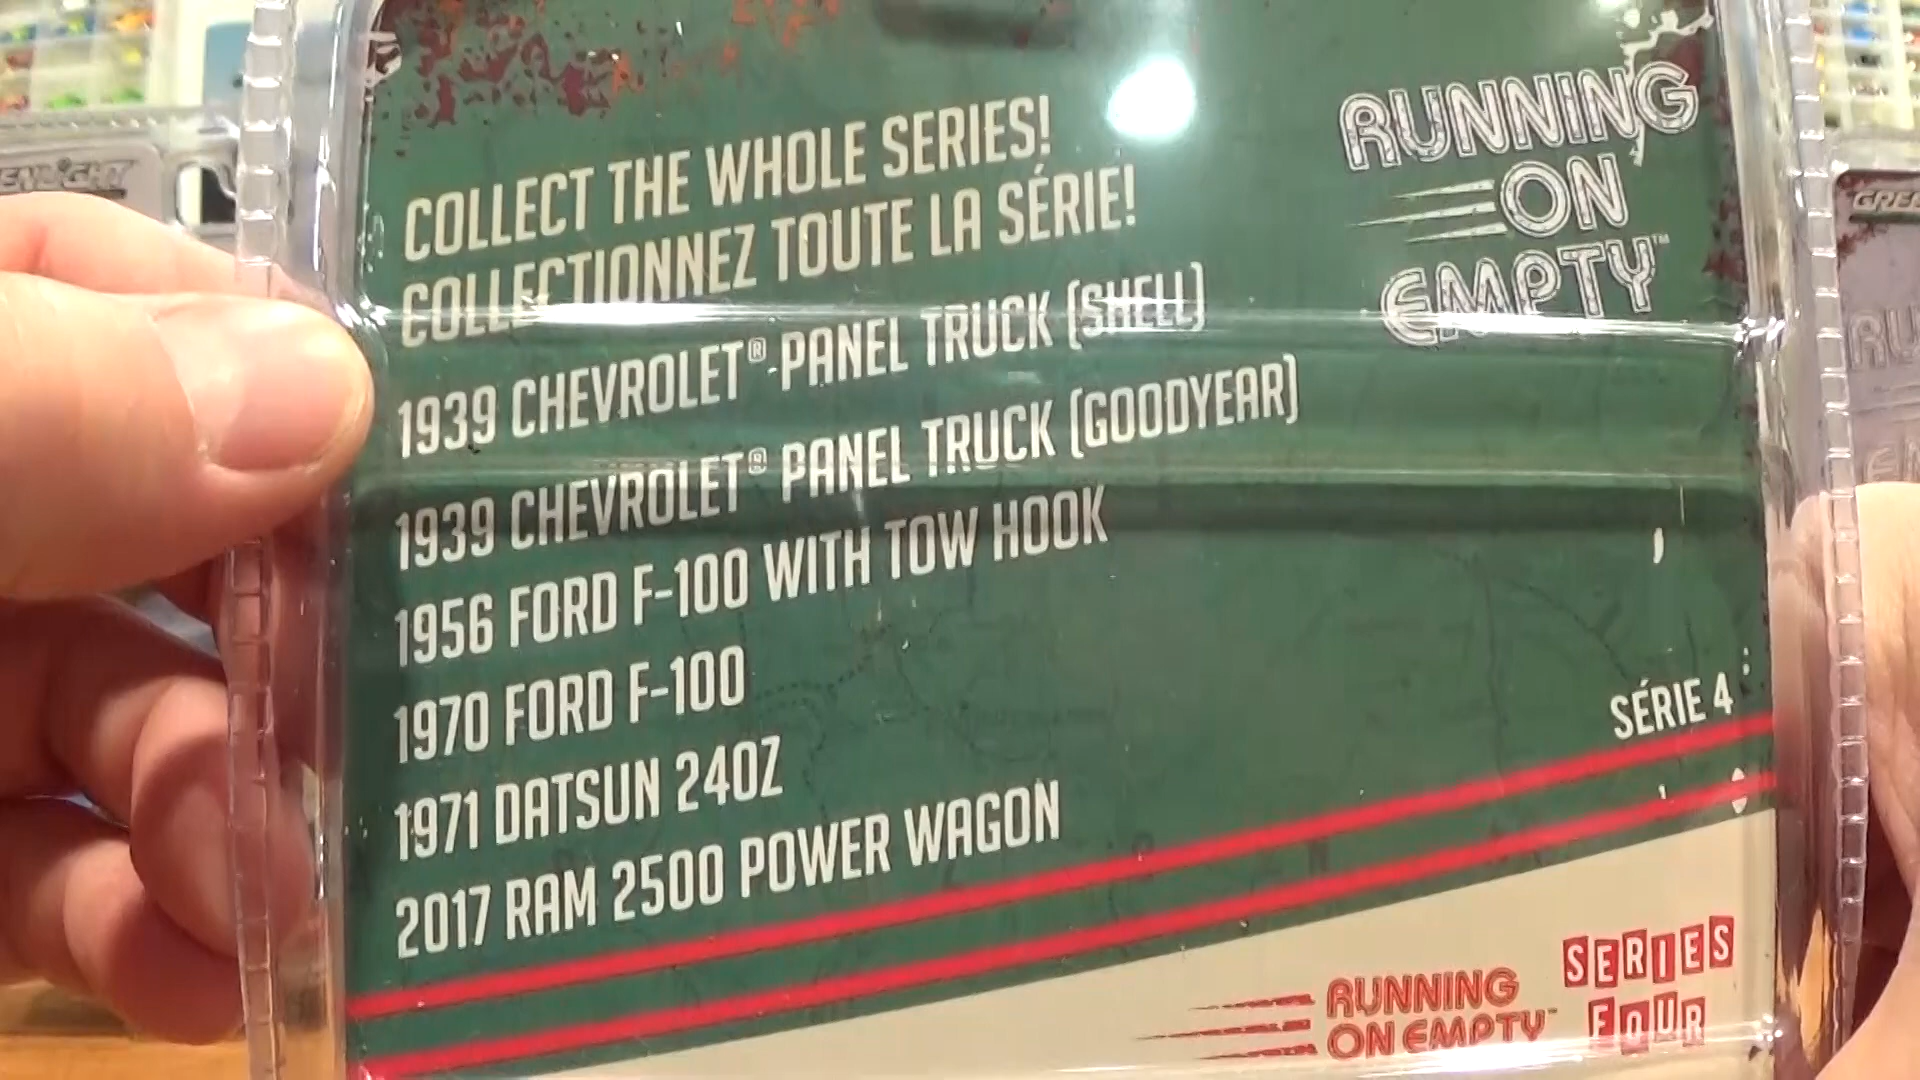 COLLECT THE WHOLE SERIES!
COLLECTIONNEZ TOUTE LA SÉRIE!
1939 CHEVROLET® PANEL TRUCK (SHELL)
1939 CHEVROLET® PANEL TRUCK (GOODYEAR)
1956 FORD F-100 WITH TOW HOOK
1970 FORD F-100
1971 DATSUN 240Z
2017 RAM 2500 POWER WAGON
RUNNING
ON
EMPTY™
SÉRIE 4
RUNNING
ON EMPTY™
SERIES
FOUR